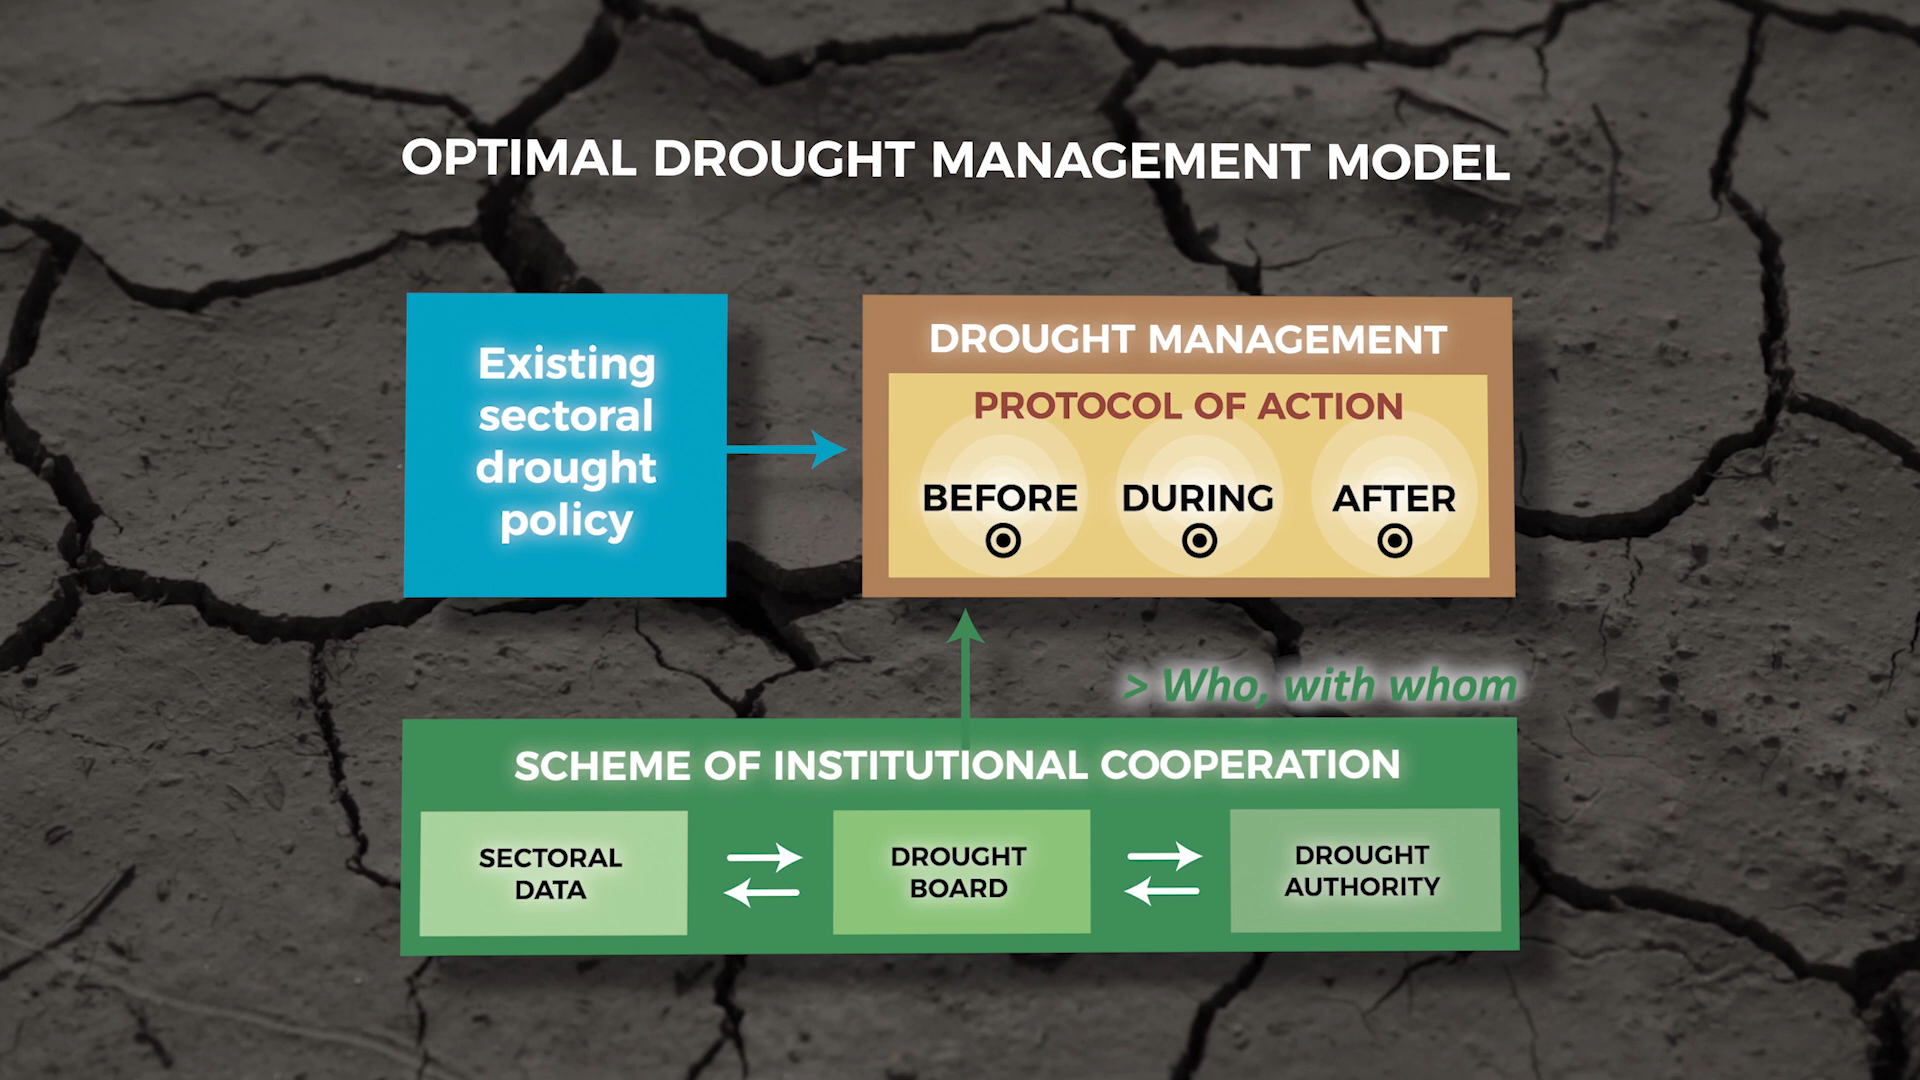 OPTIMAL DROUGHT MANAGEMENT MODEL
Existing
sectoral
drought
policy
DROUGHT MANAGEMENT
PROTOCOL OF ACTION
BEFORE
DURING
AFTER
> Who, with whom
SCHEME OF INSTITUTIONAL COOPERATION
SECTORAL
DATA
DROUGHT
BOARD
DROUGHT
AUTHORITY